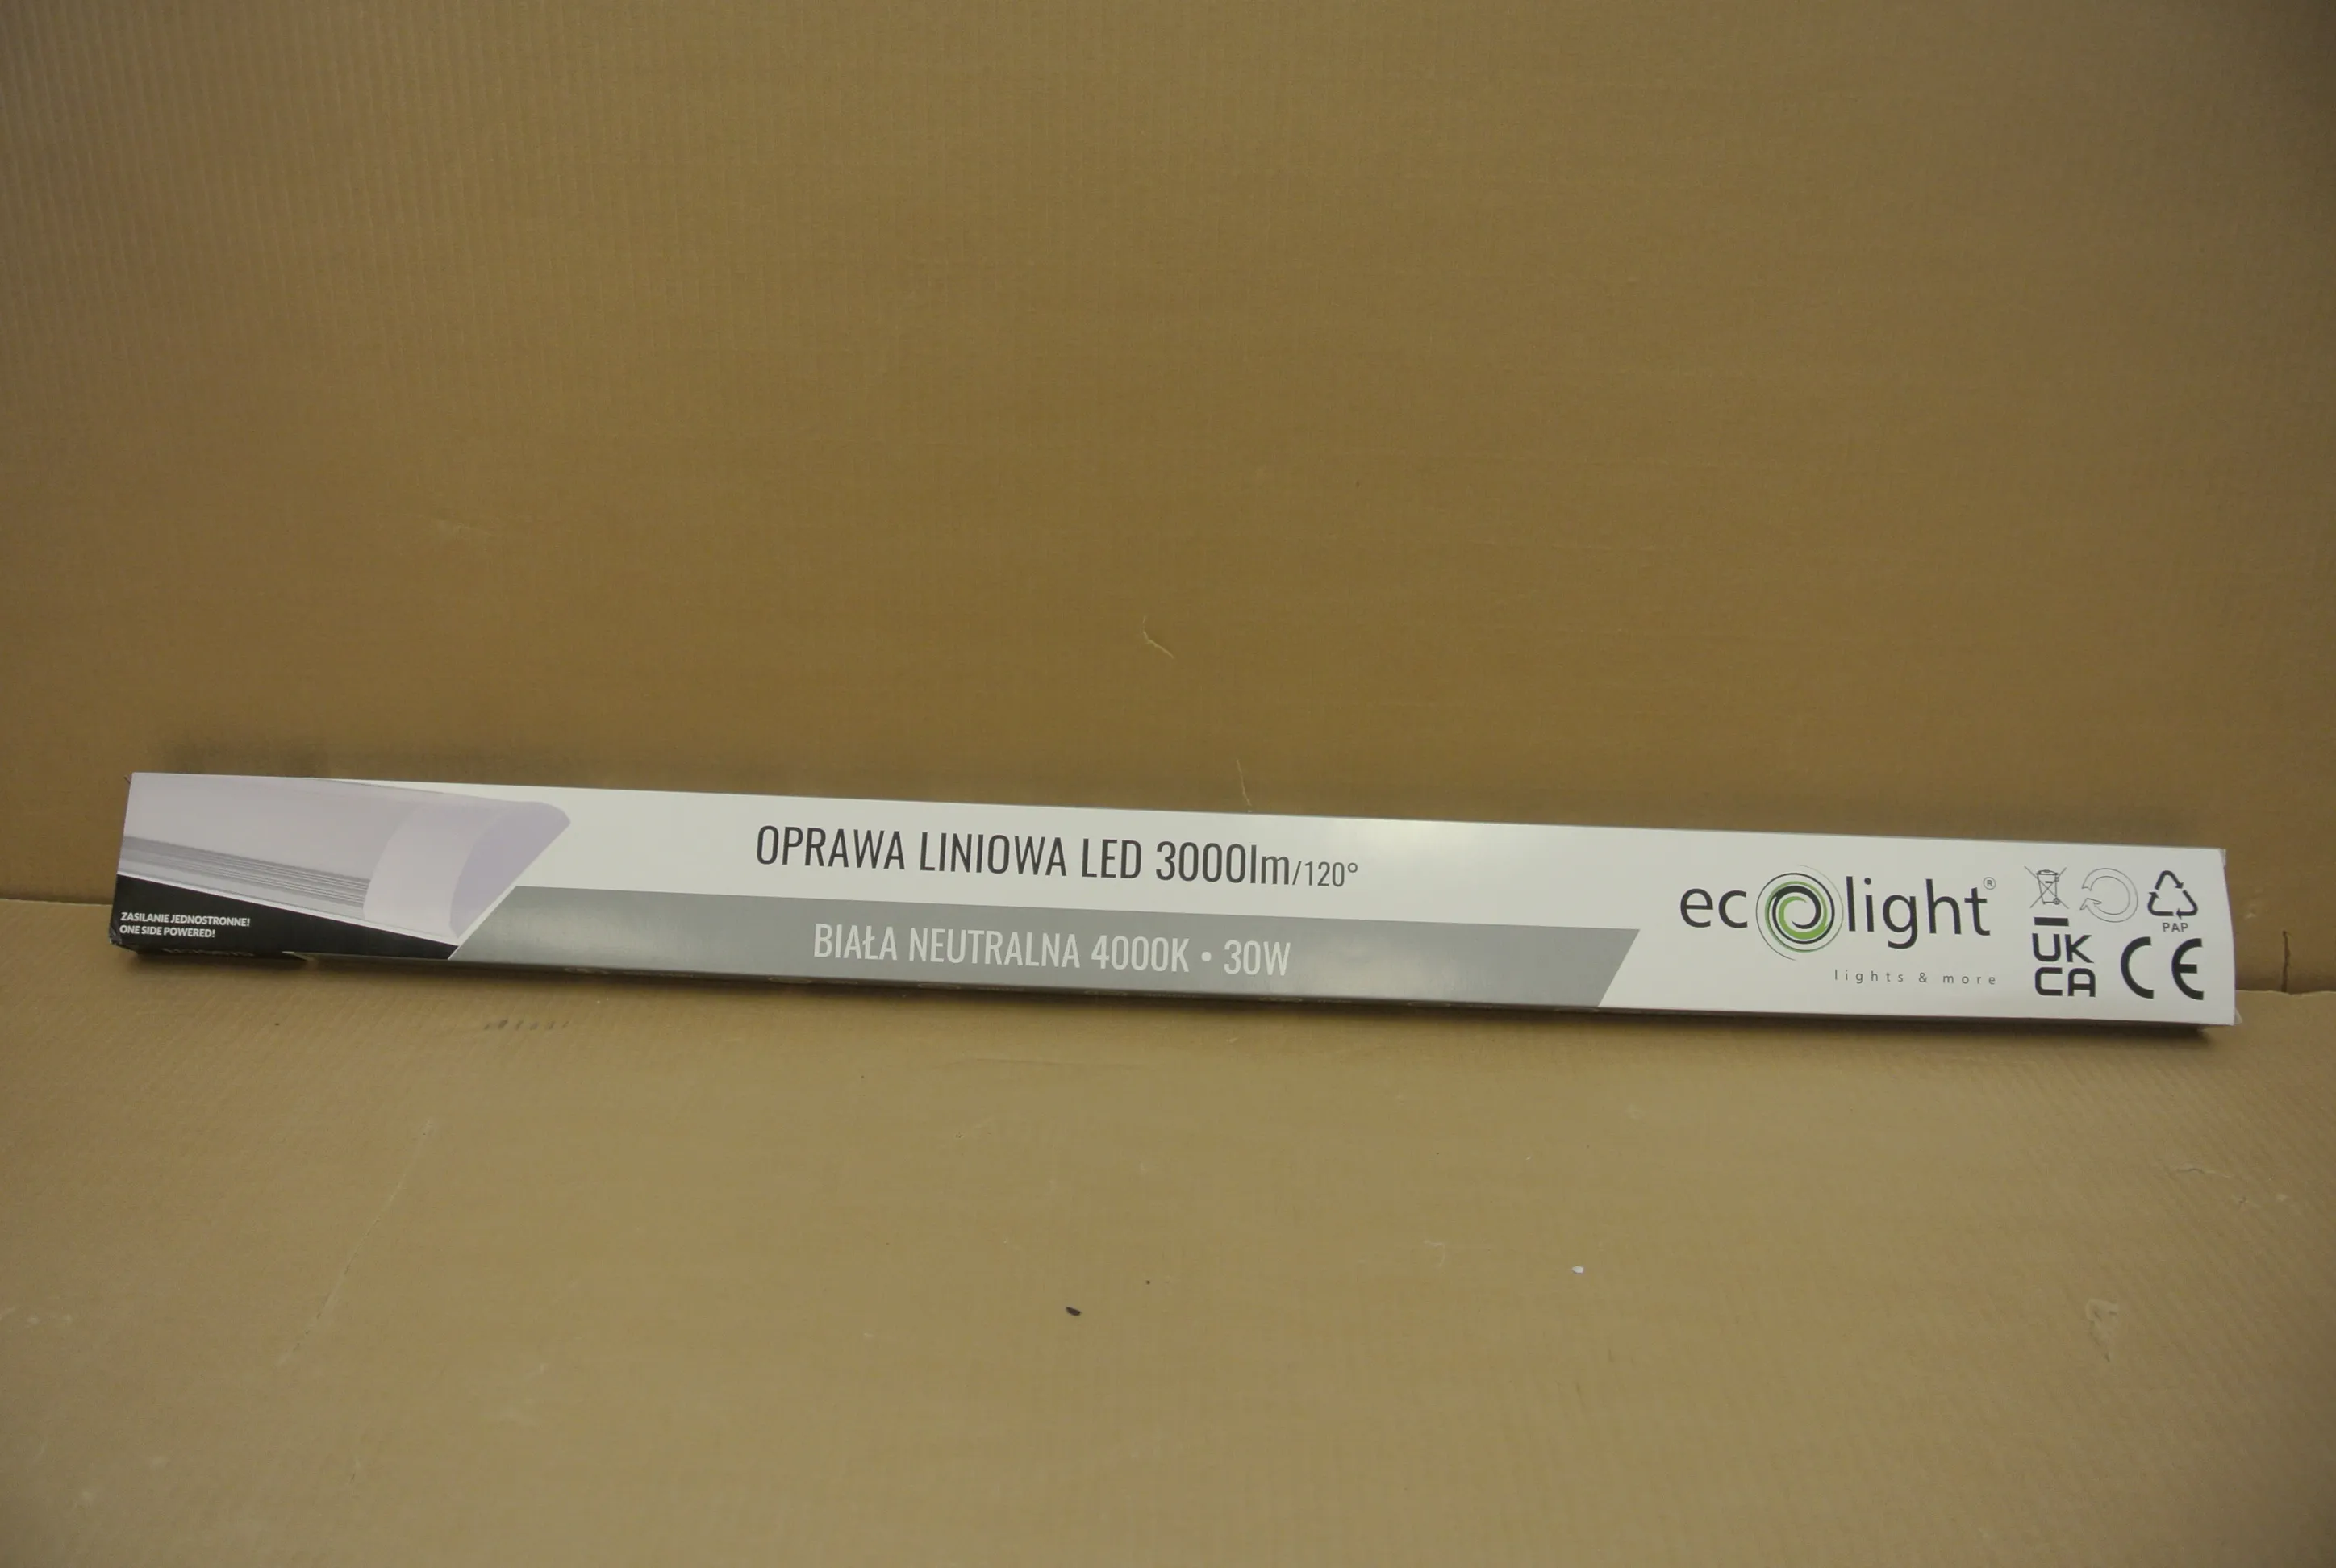 OPRAWA LINIOWA LED 3000lm/120°
BIAŁA NEUTRALNA 4000K • 30W
ZASILANIE JEDNOSTRONNE!
ONE SIDE POWERED!
ecolight®
lights & more
PAP
UK
CA
CE